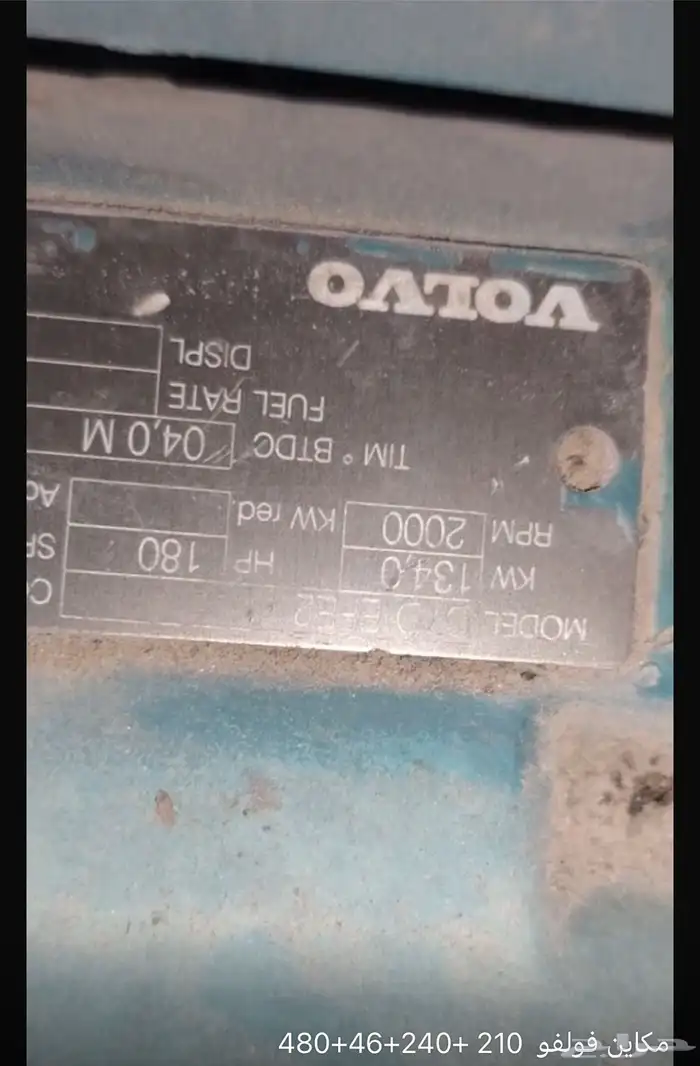 MODEL
KW 134,0 HP 180
RPM 2000 KW red.
TIM° BTDC 04,0 M
FUEL RATE
DISPL
VOLVO
مكاين فولفو 210 +240+46+480